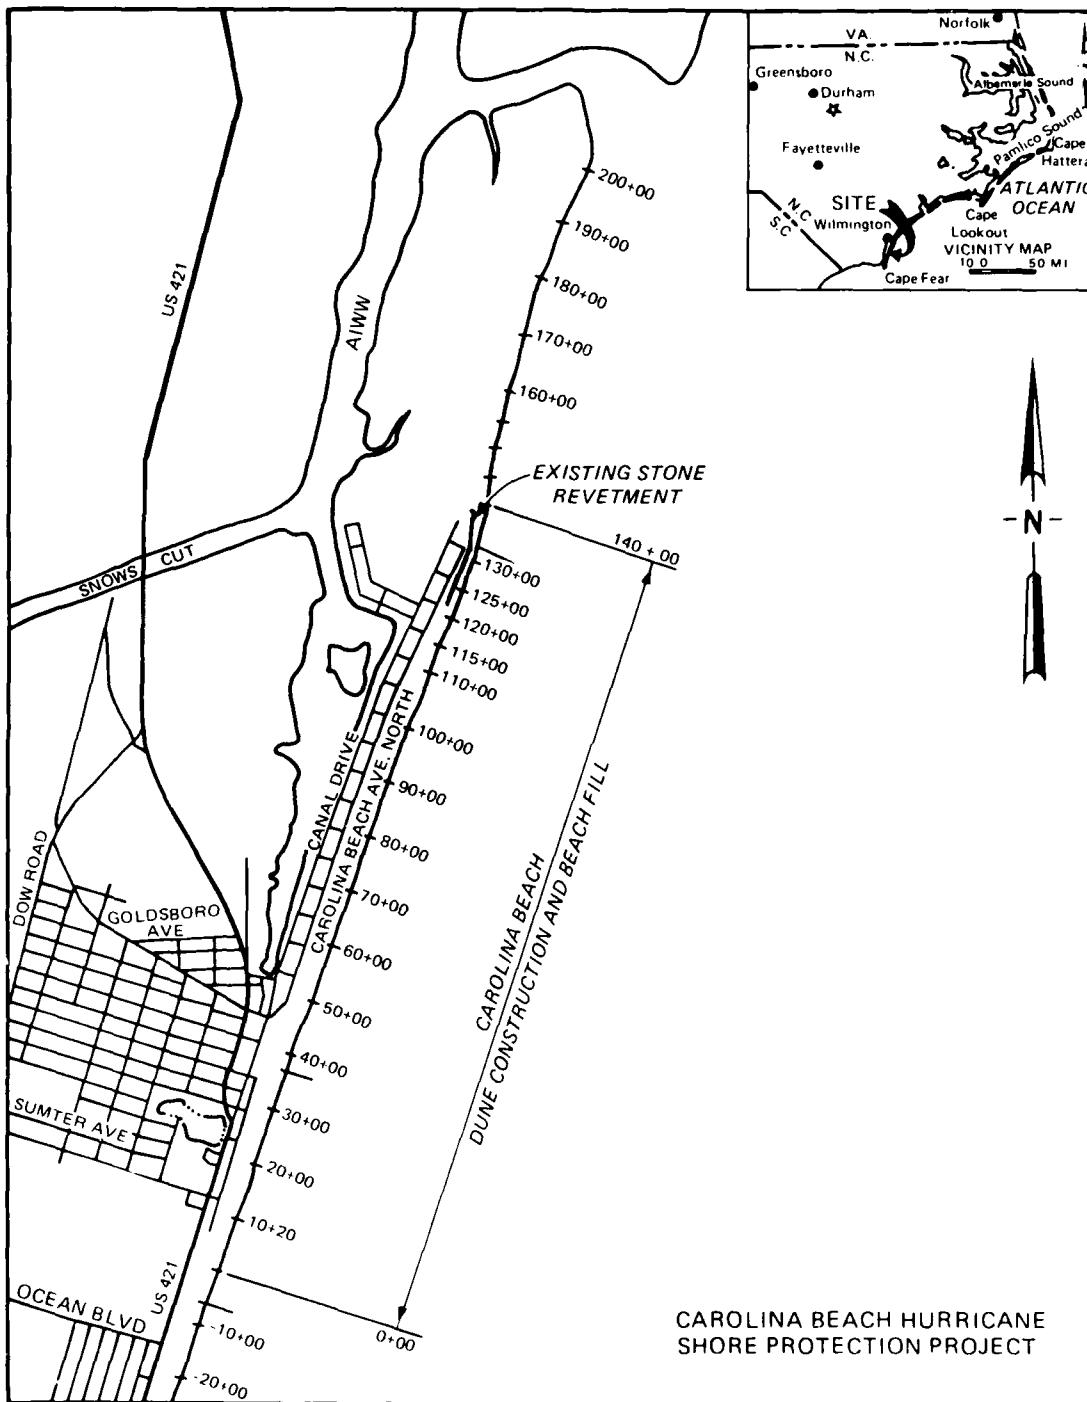 Norfolk
VA.
N.C.
Greensboro
Durham
Albemarle Sound
Fayetteville
Pamlico Sound
Cape
Hattera
ATLANTIC
OCEAN
SITE
N.C.
S.C
Wilmington
Cape
Lookout
VICINITY MAP
10 0 50 MI
Cape Fear
200+00
190+00
180+00
170+00
160+00
US 421
AIWW
EXISTING STONE
REVETMENT
140 + 00
N
SNOWS CUT
130+00
125+00
120+00
115+00
110+00
100+00
90+00
80+00
70+00
60+00
50+00
40+00
30+00
20+00
10+20
0+00
-10+00
-20+00
CANAL DRIVE
CAROLINA BEACH AVE. NORTH
CAROLINA BEACH
DUNE CONSTRUCTION AND BEACH FILL
DOW ROAD
GOLDSBORO
AVE
SUMTER AVE
US 421
OCEAN BLVD
CAROLINA BEACH HURRICANE
SHORE PROTECTION PROJECT